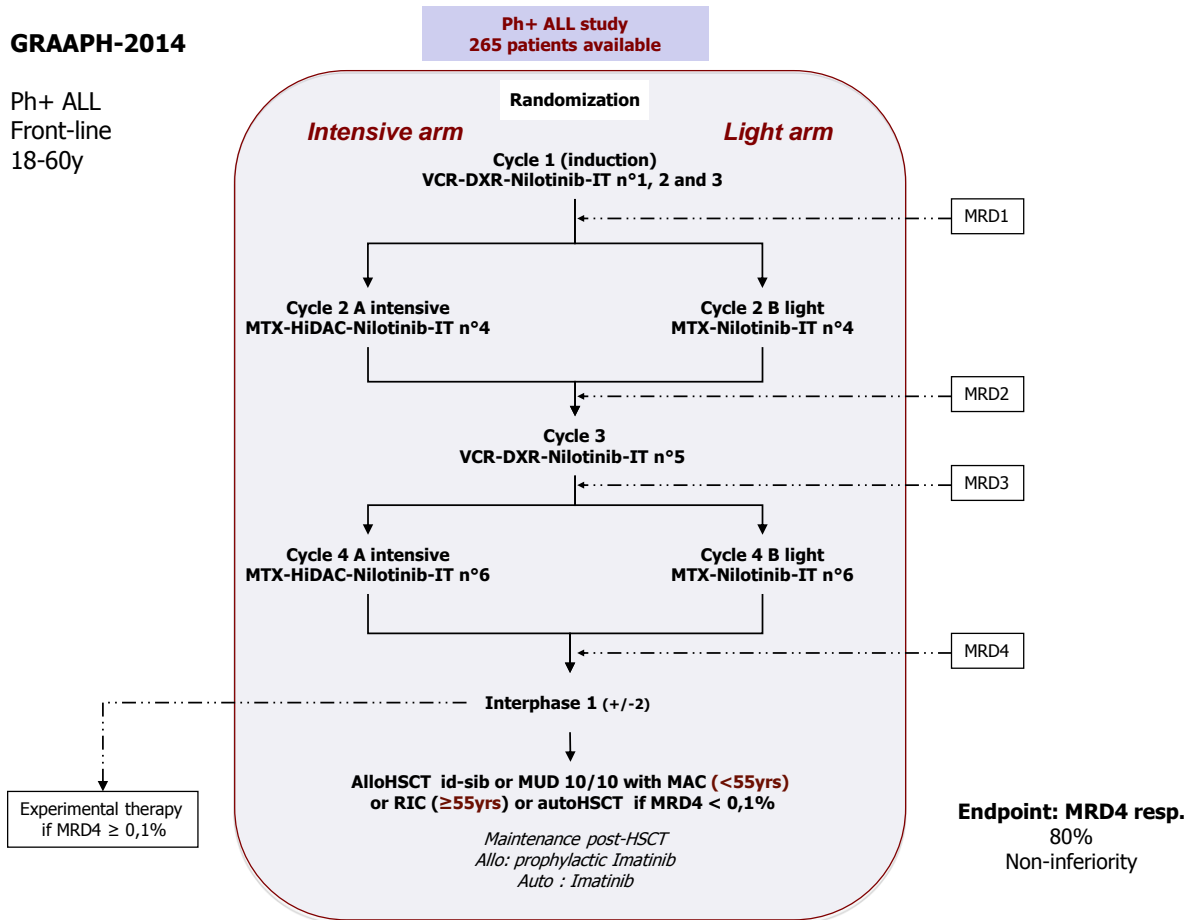 Ph+ ALL study
265 patients available
GRAAPH-2014
Ph+ ALL
Front-line
18-60y
Randomization
Intensive arm
Light arm
Cycle 1 (induction)
VCR-DXR-Nilotinib-IT n°1, 2 and 3
MRD1
Cycle 2 A intensive
MTX-HiDAC-Nilotinib-IT n°4
Cycle 2 B light
MTX-Nilotinib-IT n°4
MRD2
Cycle 3
VCR-DXR-Nilotinib-IT n°5
MRD3
Cycle 4 A intensive
MTX-HiDAC-Nilotinib-IT n°6
Cycle 4 B light
MTX-Nilotinib-IT n°6
MRD4
Interphase 1 (+/-2)
AlloHSCT id-sib or MUD 10/10 with MAC (<55yrs)
or RIC (≥55yrs) or autoHSCT if MRD4 < 0,1%
Experimental therapy
if MRD4 ≥ 0,1%
Maintenance post-HSCT
Allo: prophylactic Imatinib
Auto : Imatinib
Endpoint: MRD4 resp.
80%
Non-inferiority